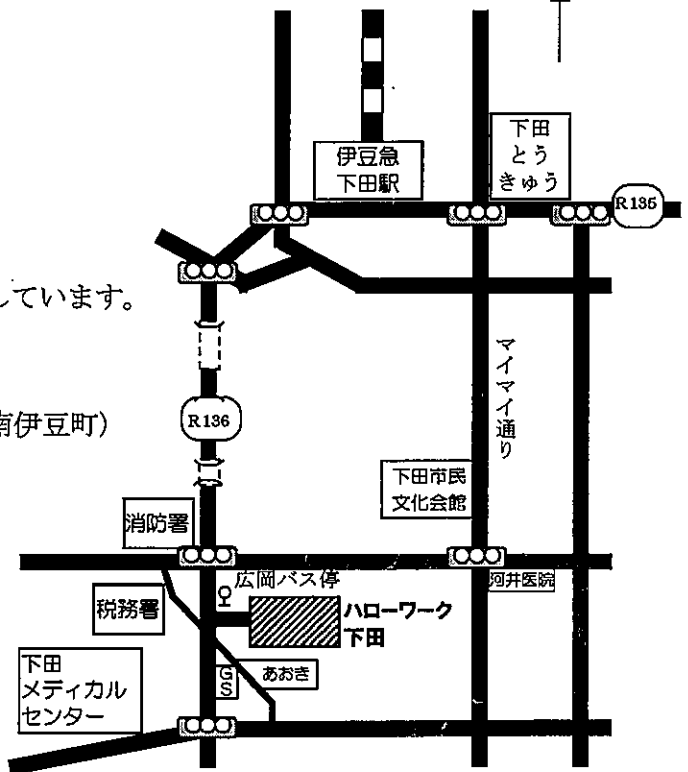 伊豆急
下田駅
下田
とう
きゅう
R135
しています。
R136
南伊豆町）
マイマイ通り
下田市民
文化会館
消防署
広岡バス停
河井医院
税務署
ハローワーク
下田
下田
メディカル
センター
GS
あおき